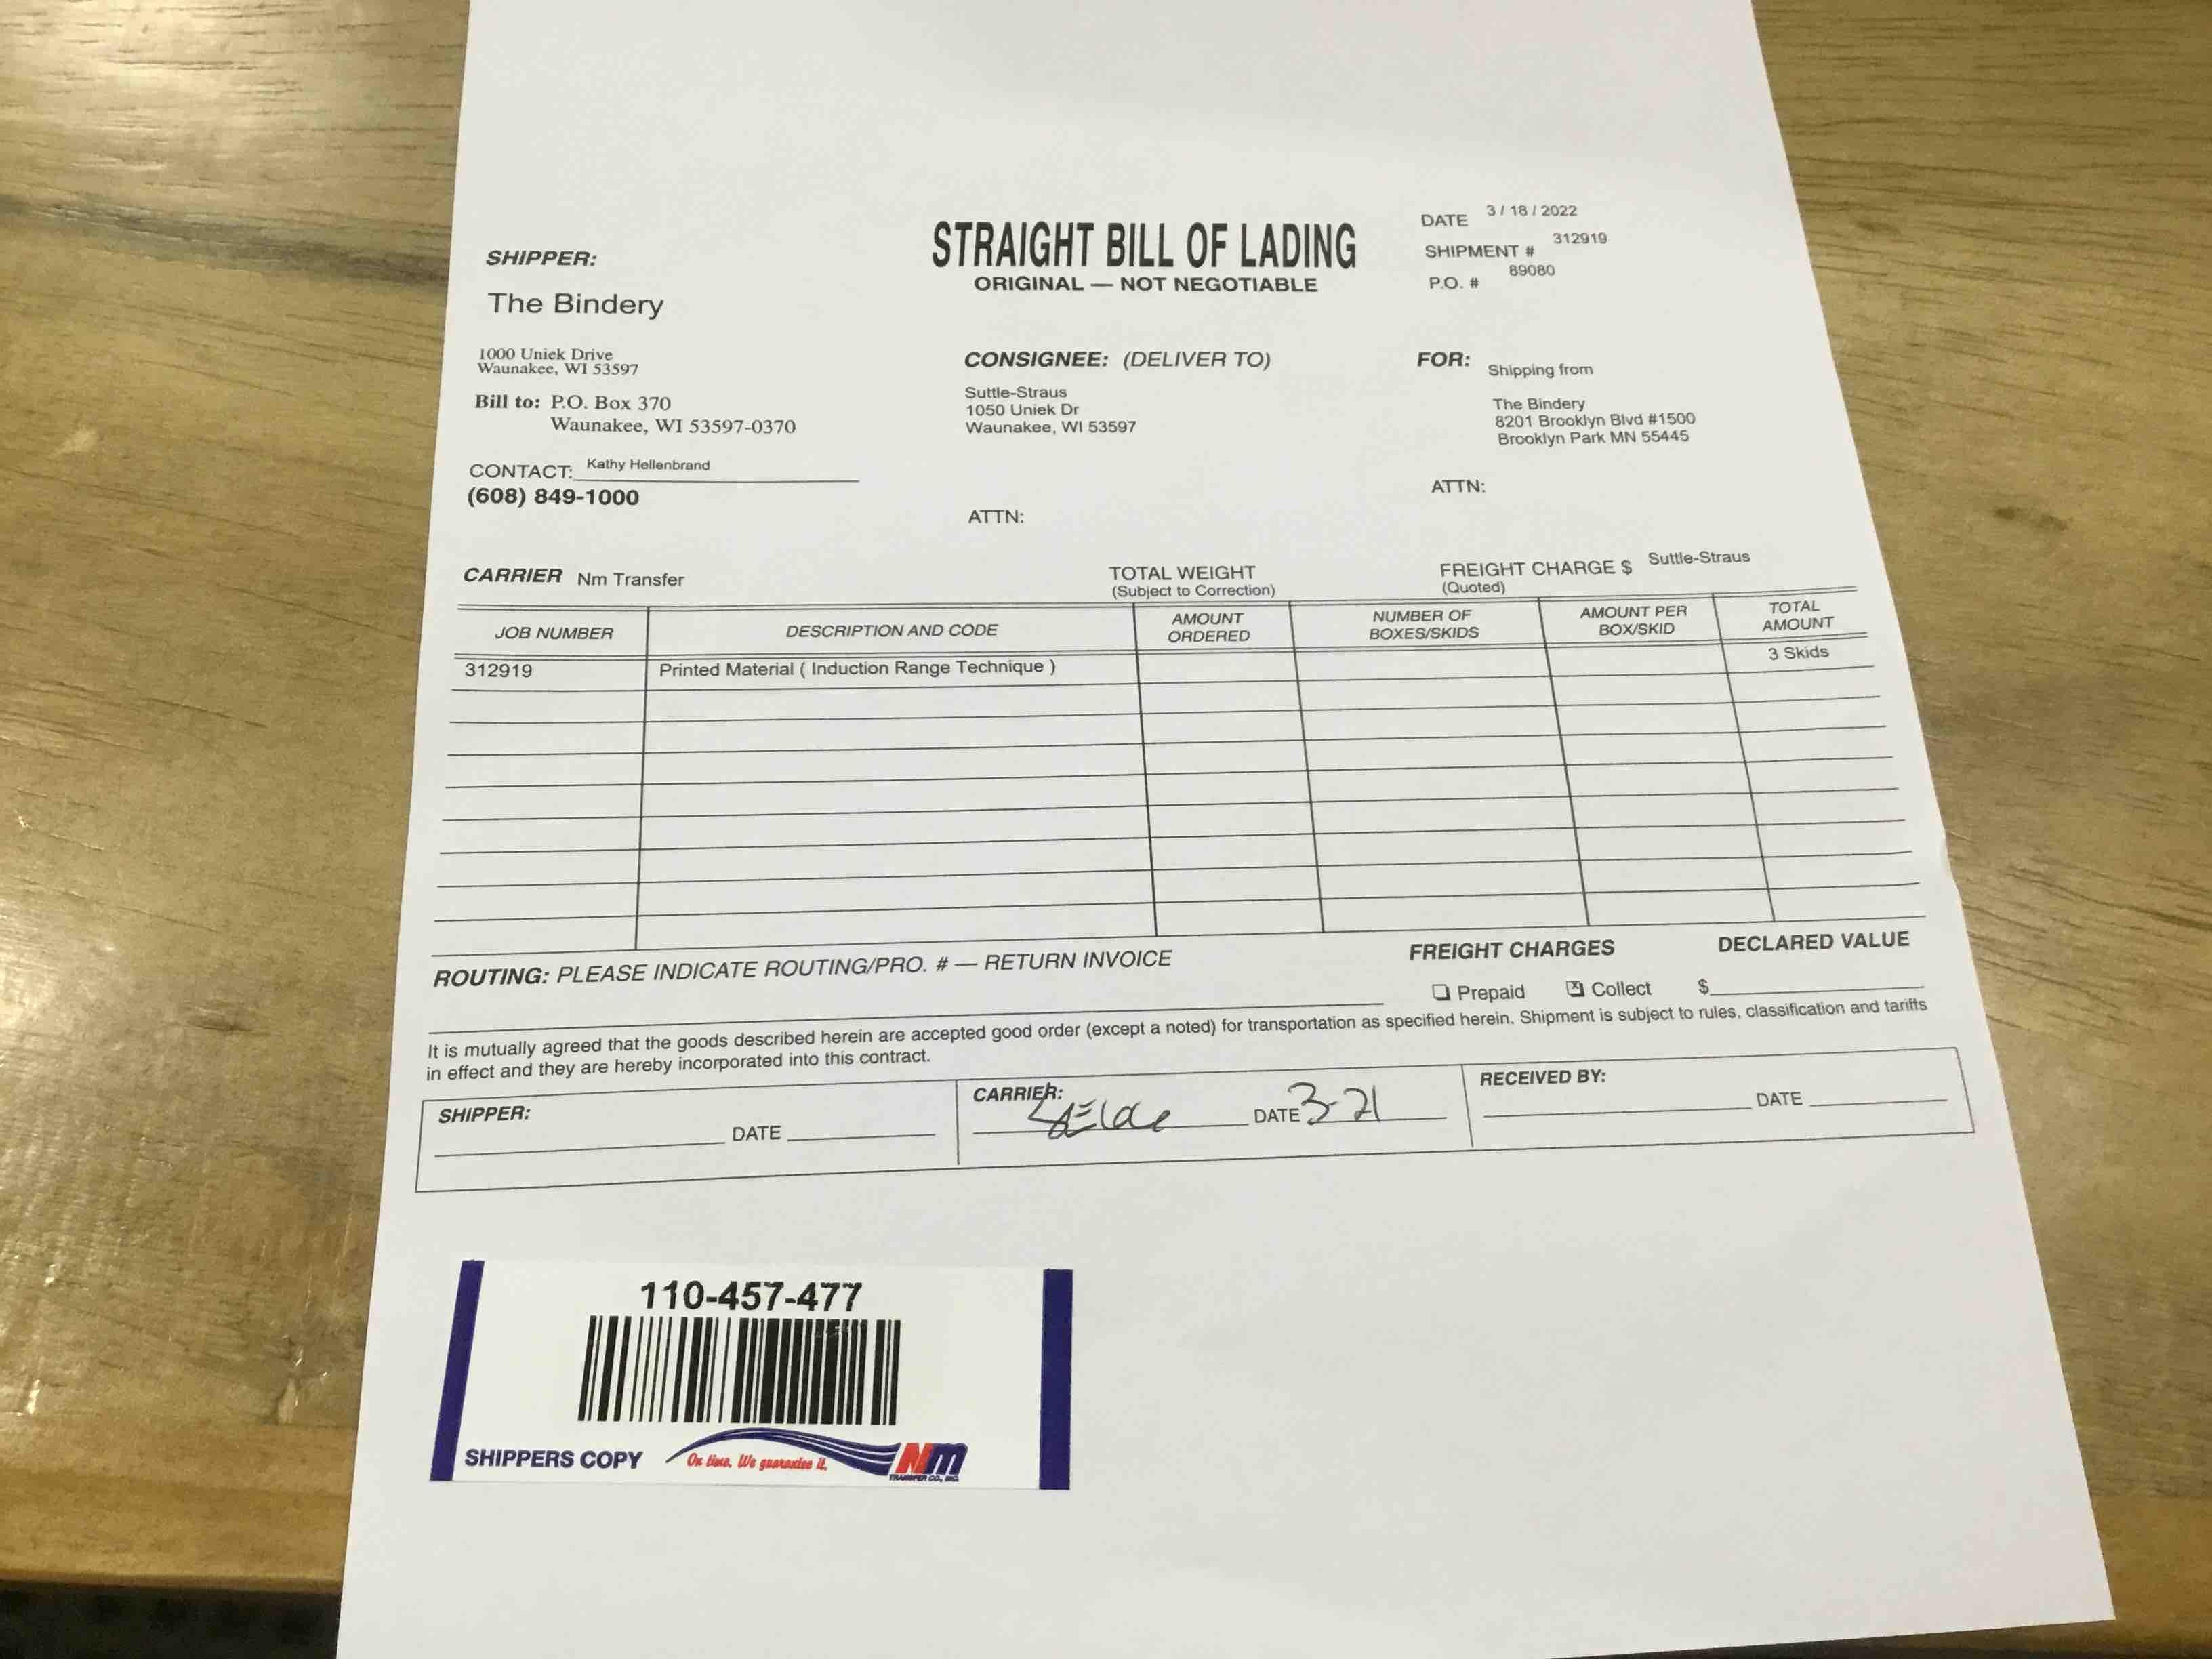 STRAIGHT BILL OF LADING
ORIGINAL — NOT NEGOTIABLE
DATE 3 / 18 / 2022
SHIPMENT # 312919
P.O. # 89080
SHIPPER:
The Bindery
1000 Uniek Drive
Waunakee, WI 53597
Bill to: P.O. Box 370
Waunakee, WI 53597-0370
CONTACT: Kathy Hellenbrand
(608) 849-1000
CONSIGNEE: (DELIVER TO)
Suttle-Straus
1050 Uniek Dr
Waunakee, WI 53597
ATTN:
FOR: Shipping from
The Bindery
8201 Brooklyn Blvd #1500
Brooklyn Park MN 55445
ATTN:
CARRIER Nm Transfer
TOTAL WEIGHT
(Subject to Correction)
FREIGHT CHARGE $ Suttle-Straus
(Quoted)
JOB NUMBER
DESCRIPTION AND CODE
AMOUNT
ORDERED
NUMBER OF
BOXES/SKIDS
AMOUNT PER
BOX/SKID
TOTAL
AMOUNT
312919 Printed Material ( Induction Range Technique ) 3 Skids
ROUTING: PLEASE INDICATE ROUTING/PRO. # — RETURN INVOICE
FREIGHT CHARGES
DECLARED VALUE
Prepaid Collect $
It is mutually agreed that the goods described herein are accepted good order (except a noted) for transportation as specified herein. Shipment is subject to rules, classification and tariffs
in effect and they are hereby incorporated into this contract.
SHIPPER:
DATE
CARRIER:
DATE 3-21
RECEIVED BY:
DATE
110-457-477
SHIPPERS COPY
On time. We guarantee it.
Nm
TRANSFER CO., INC.